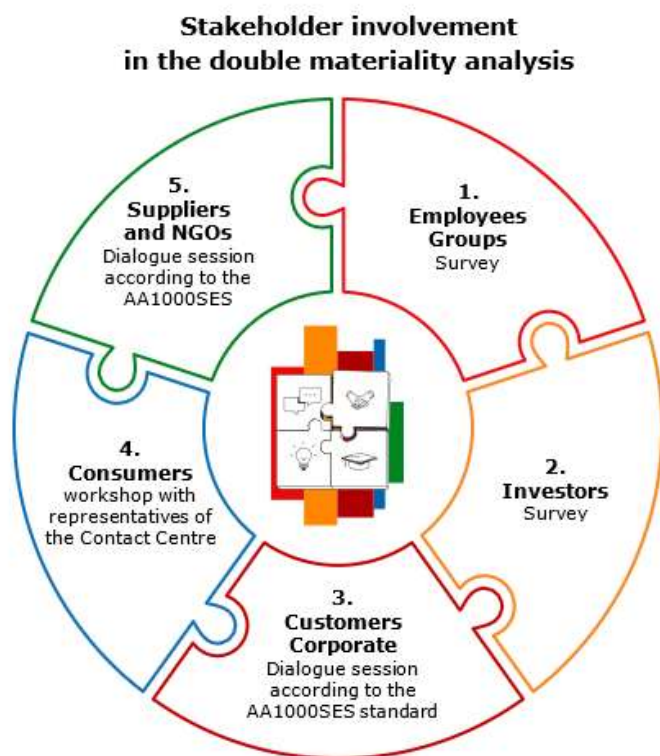 Stakeholder involvement
in the double materiality analysis
1.
Employees
Groups
Survey
2.
Investors
Survey
3.
Customers
Corporate
Dialogue session
according to the
AA1000SES standard
4.
Consumers
workshop with
representatives of
the Contact Centre
5.
Suppliers
and NGOs
Dialogue session
according to the
AA1000SES